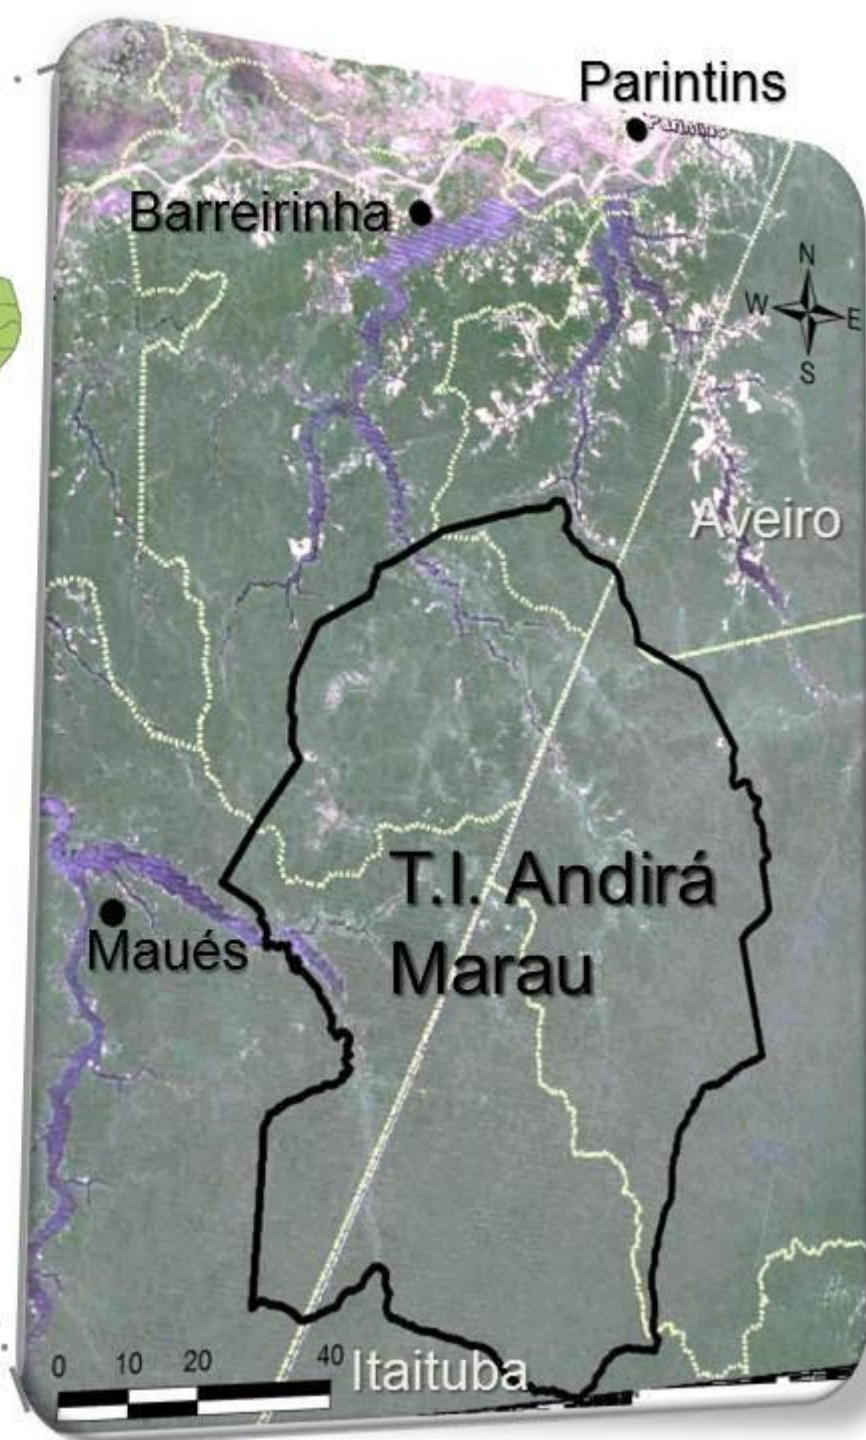 Parintins
Barreirinha
N
W E
S
Aveiro
T.I. Andirá
Marau
Maués
0 10 20 40
Itaituba